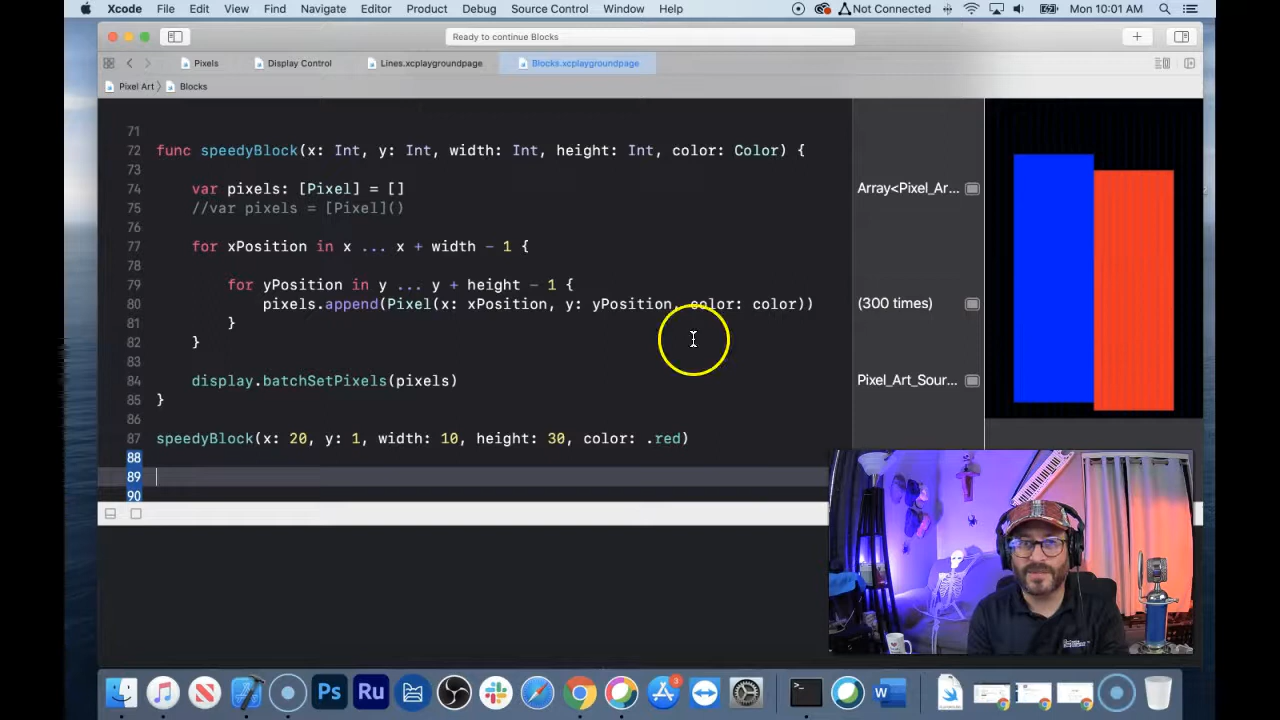 Xcode File Edit View Find Navigate Editor Product Debug Source Control Window Help Not Connected Mon 10:01 AM
Ready to continue Blocks
Pixels Display Control Lines.xcplaygroundpage Blocks.xcplaygroundpage
Pixel Art 〉 Blocks
71
72 func speedyBlock(x: Int, y: Int, width: Int, height: Int, color: Color) {
73
74 var pixels: [Pixel] = [] Array<Pixel_Ar...
75 //var pixels = [Pixel]()
76
77 for xPosition in x ... x + width - 1 {
78
79 for yPosition in y ... y + height - 1 {
80 pixels.append(Pixel(x: xPosition, y: yPosition, color: color)) (300 times)
81 }
82 }
83
84 display.batchSetPixels(pixels) Pixel_Art_Sour...
85 }
86
87 speedyBlock(x: 20, y: 1, width: 10, height: 30, color: .red)
88
89
90
Ps Ru 3 W